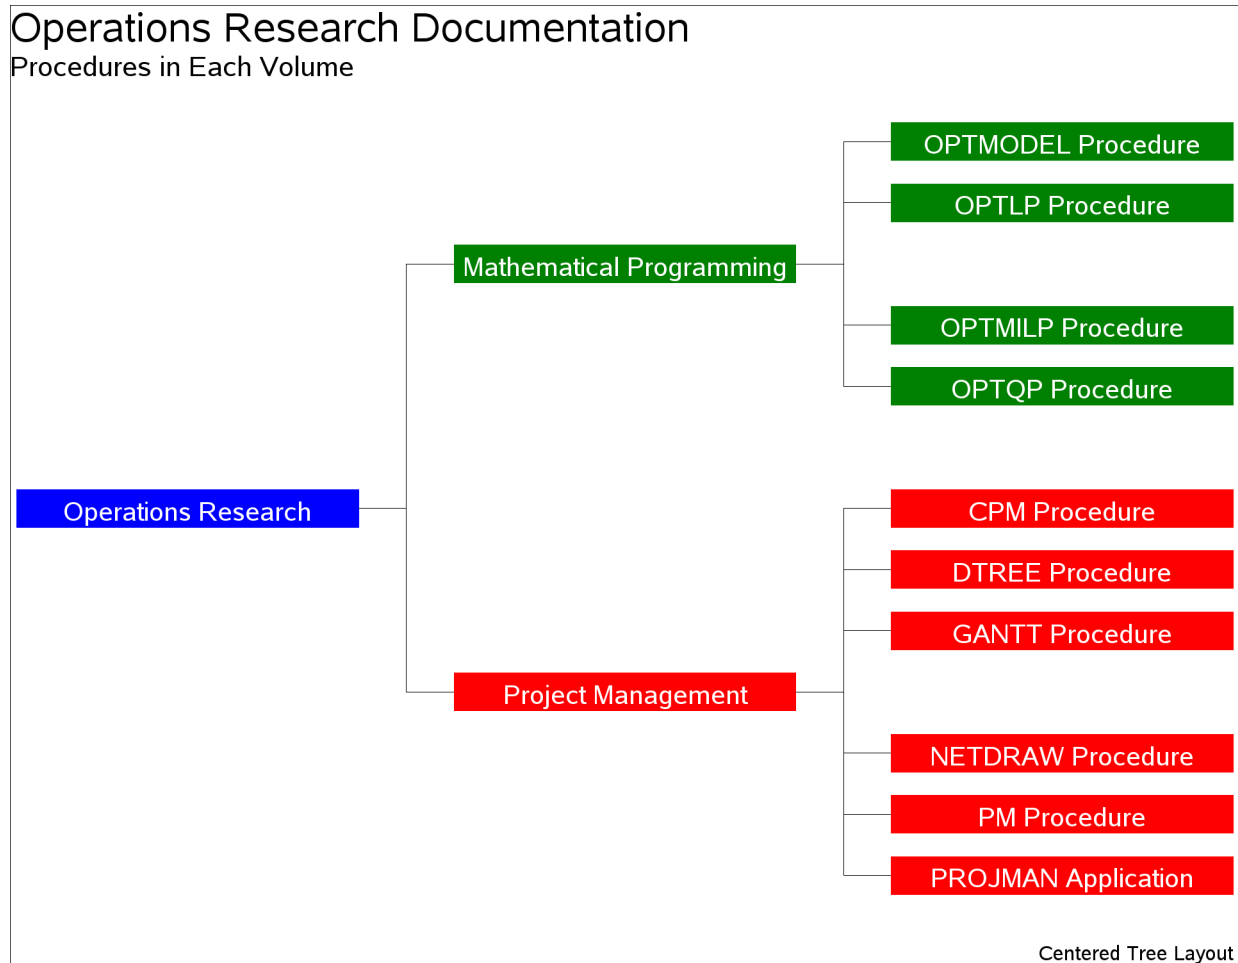 Operations Research Documentation
Procedures in Each Volume
OPTMODEL Procedure
OPTLP Procedure
Mathematical Programming
OPTMILP Procedure
OPTQP Procedure
Operations Research
CPM Procedure
DTREE Procedure
GANTT Procedure
Project Management
NETDRAW Procedure
PM Procedure
PROJMAN Application
Centered Tree Layout